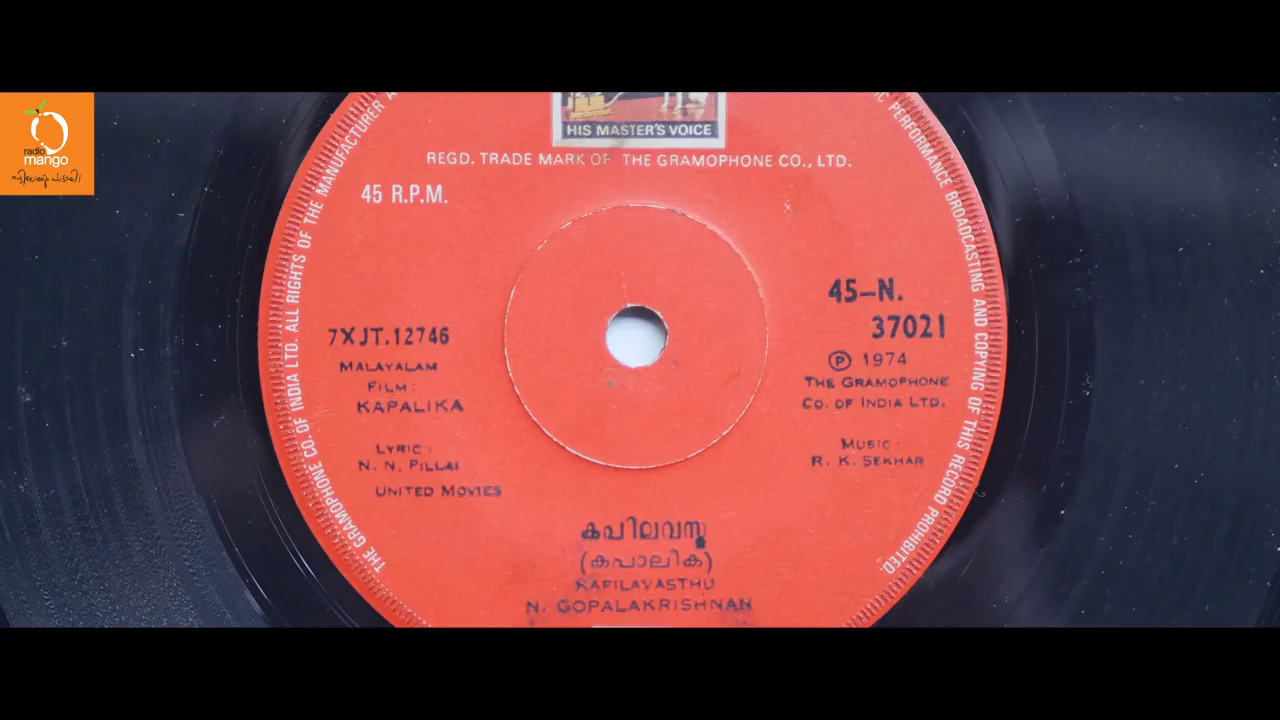 radio
mango
നാട്ടിലെങ്ങും പാട്ടായി!
HIS MASTER'S VOICE
REGD. TRADE MARK OF THE GRAMOPHONE CO., LTD.
45 R.P.M.
THE GRAMOPHONE CO. OF INDIA LTD. ALL RIGHTS OF THE MANUFACTURER
PERFORMANCE BROADCASTING AND COPYING OF THIS RECORD PROHIBITED.
7XJT.12746
MALAYALAM
FILM :
KAPALIKA
LYRIC :
N. N. PILLAI
UNITED MOVIES
45–N.
37021
Ⓟ 1974
THE GRAMOPHONE
CO. OF INDIA LTD.
MUSIC :
R. K. SEKHAR
കപിലവസ്തു
(കപാലിക)
KAPILAVASTHU
N. GOPALAKRISHNAN